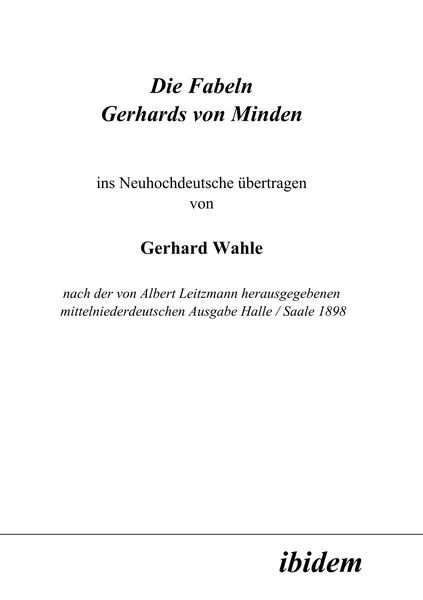 Die Fabeln
Gerhards von Minden
ins Neuhochdeutsche übertragen
von
Gerhard Wahle
nach der von Albert Leitzmann herausgegebenen
mittelniederdeutschen Ausgabe Halle / Saale 1898
ibidem